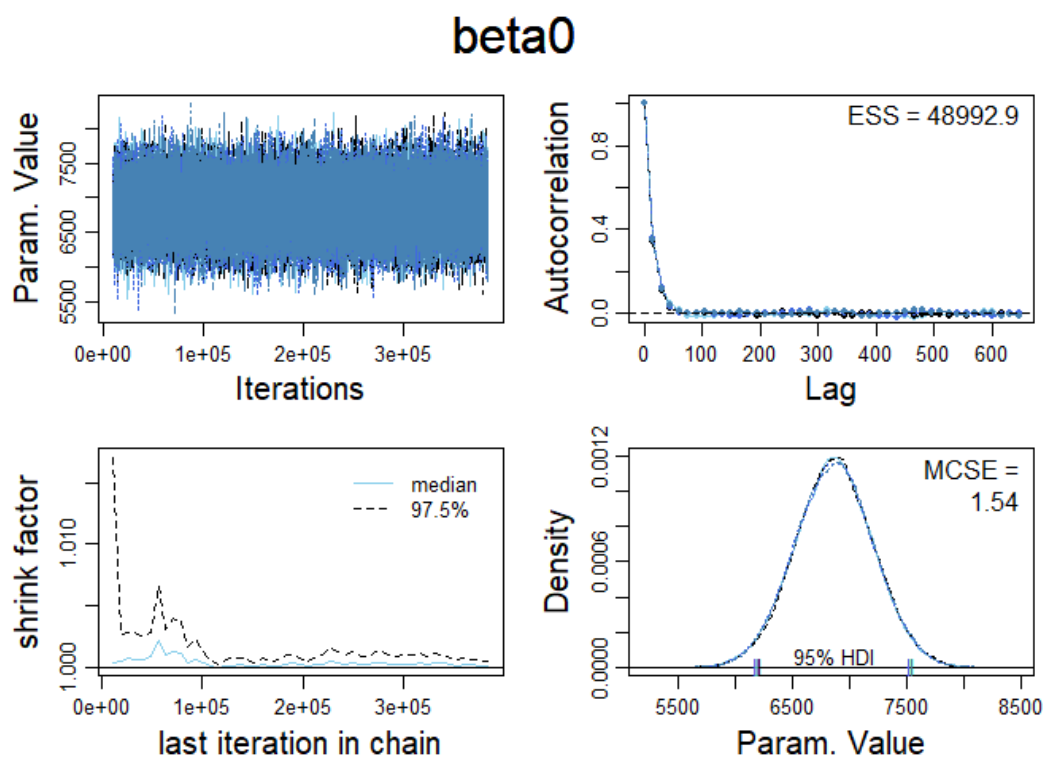 beta0
Param. Value
5500 6500 7500
0e+00 1e+05 2e+05 3e+05
Iterations
Autocorrelation
0.0 0.4 0.8
ESS = 48992.9
0 100 200 300 400 500 600
Lag
shrink factor
1.000 1.010
median
97.5%
0e+00 1e+05 2e+05 3e+05
last iteration in chain
Density
0.0000 0.0006 0.0012
MCSE =
1.54
95% HDI
5500 6500 7500 8500
Param. Value